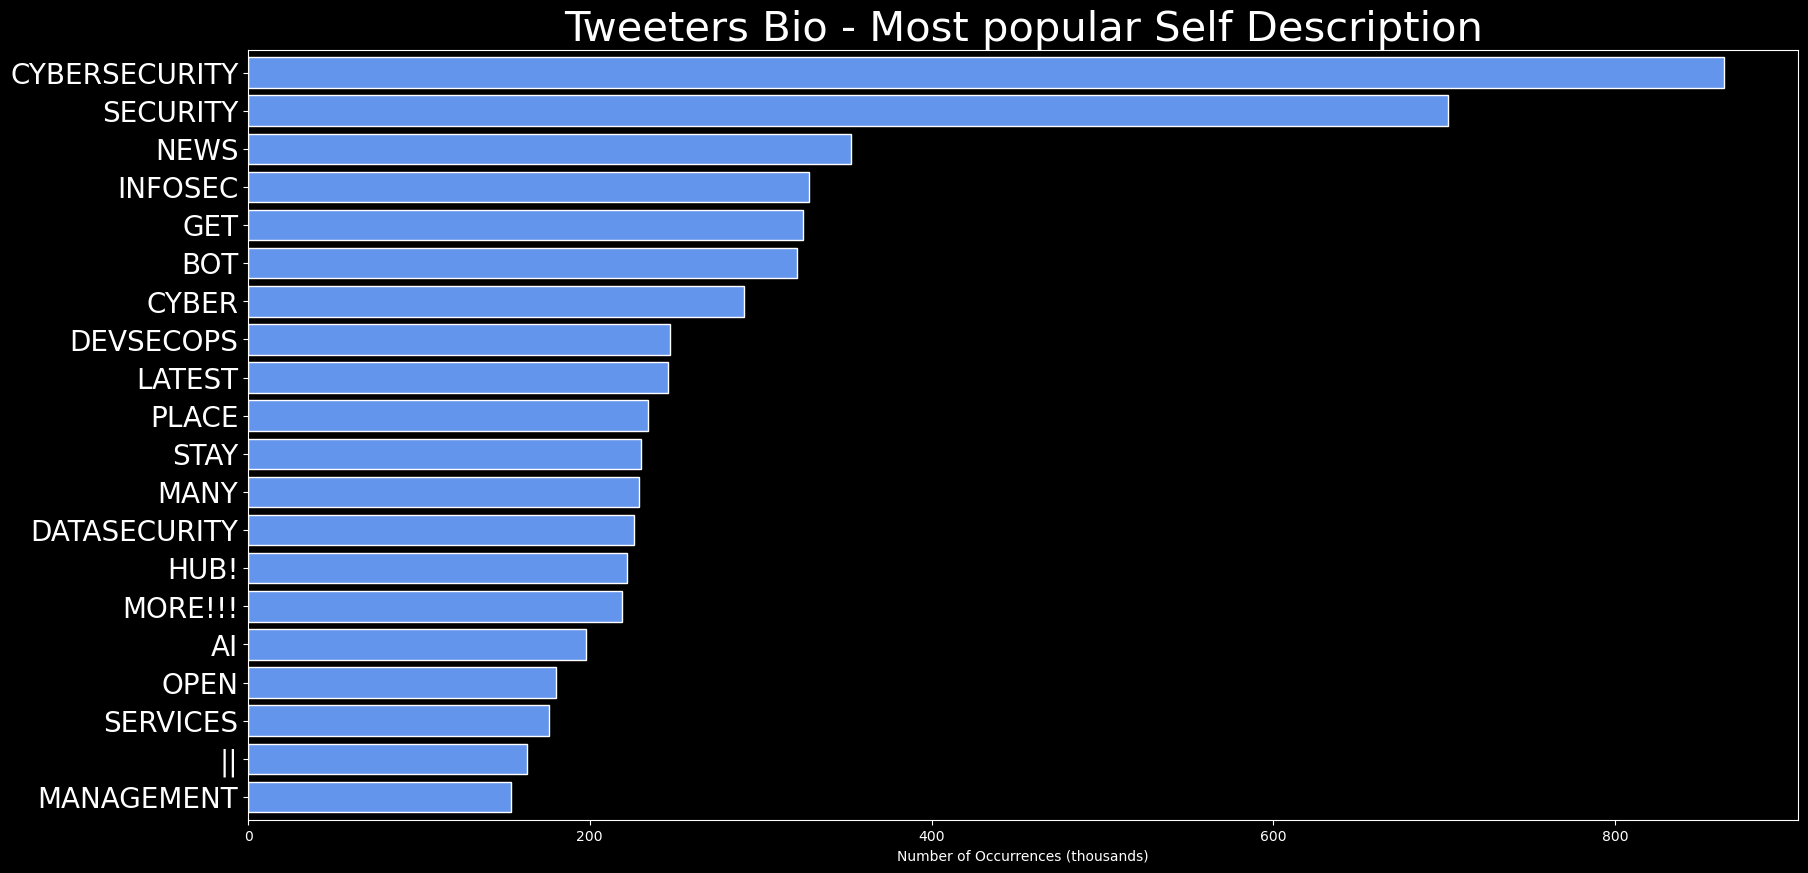 Tweeters Bio - Most popular Self Description
CYBERSECURITY
SECURITY
NEWS
INFOSEC
GET
BOT
CYBER
DEVSECOPS
LATEST
PLACE
STAY
MANY
DATASECURITY
HUB!
MORE!!!
AI
OPEN
SERVICES
||
MANAGEMENT
0 200 400 600 800
Number of Occurrences (thousands)